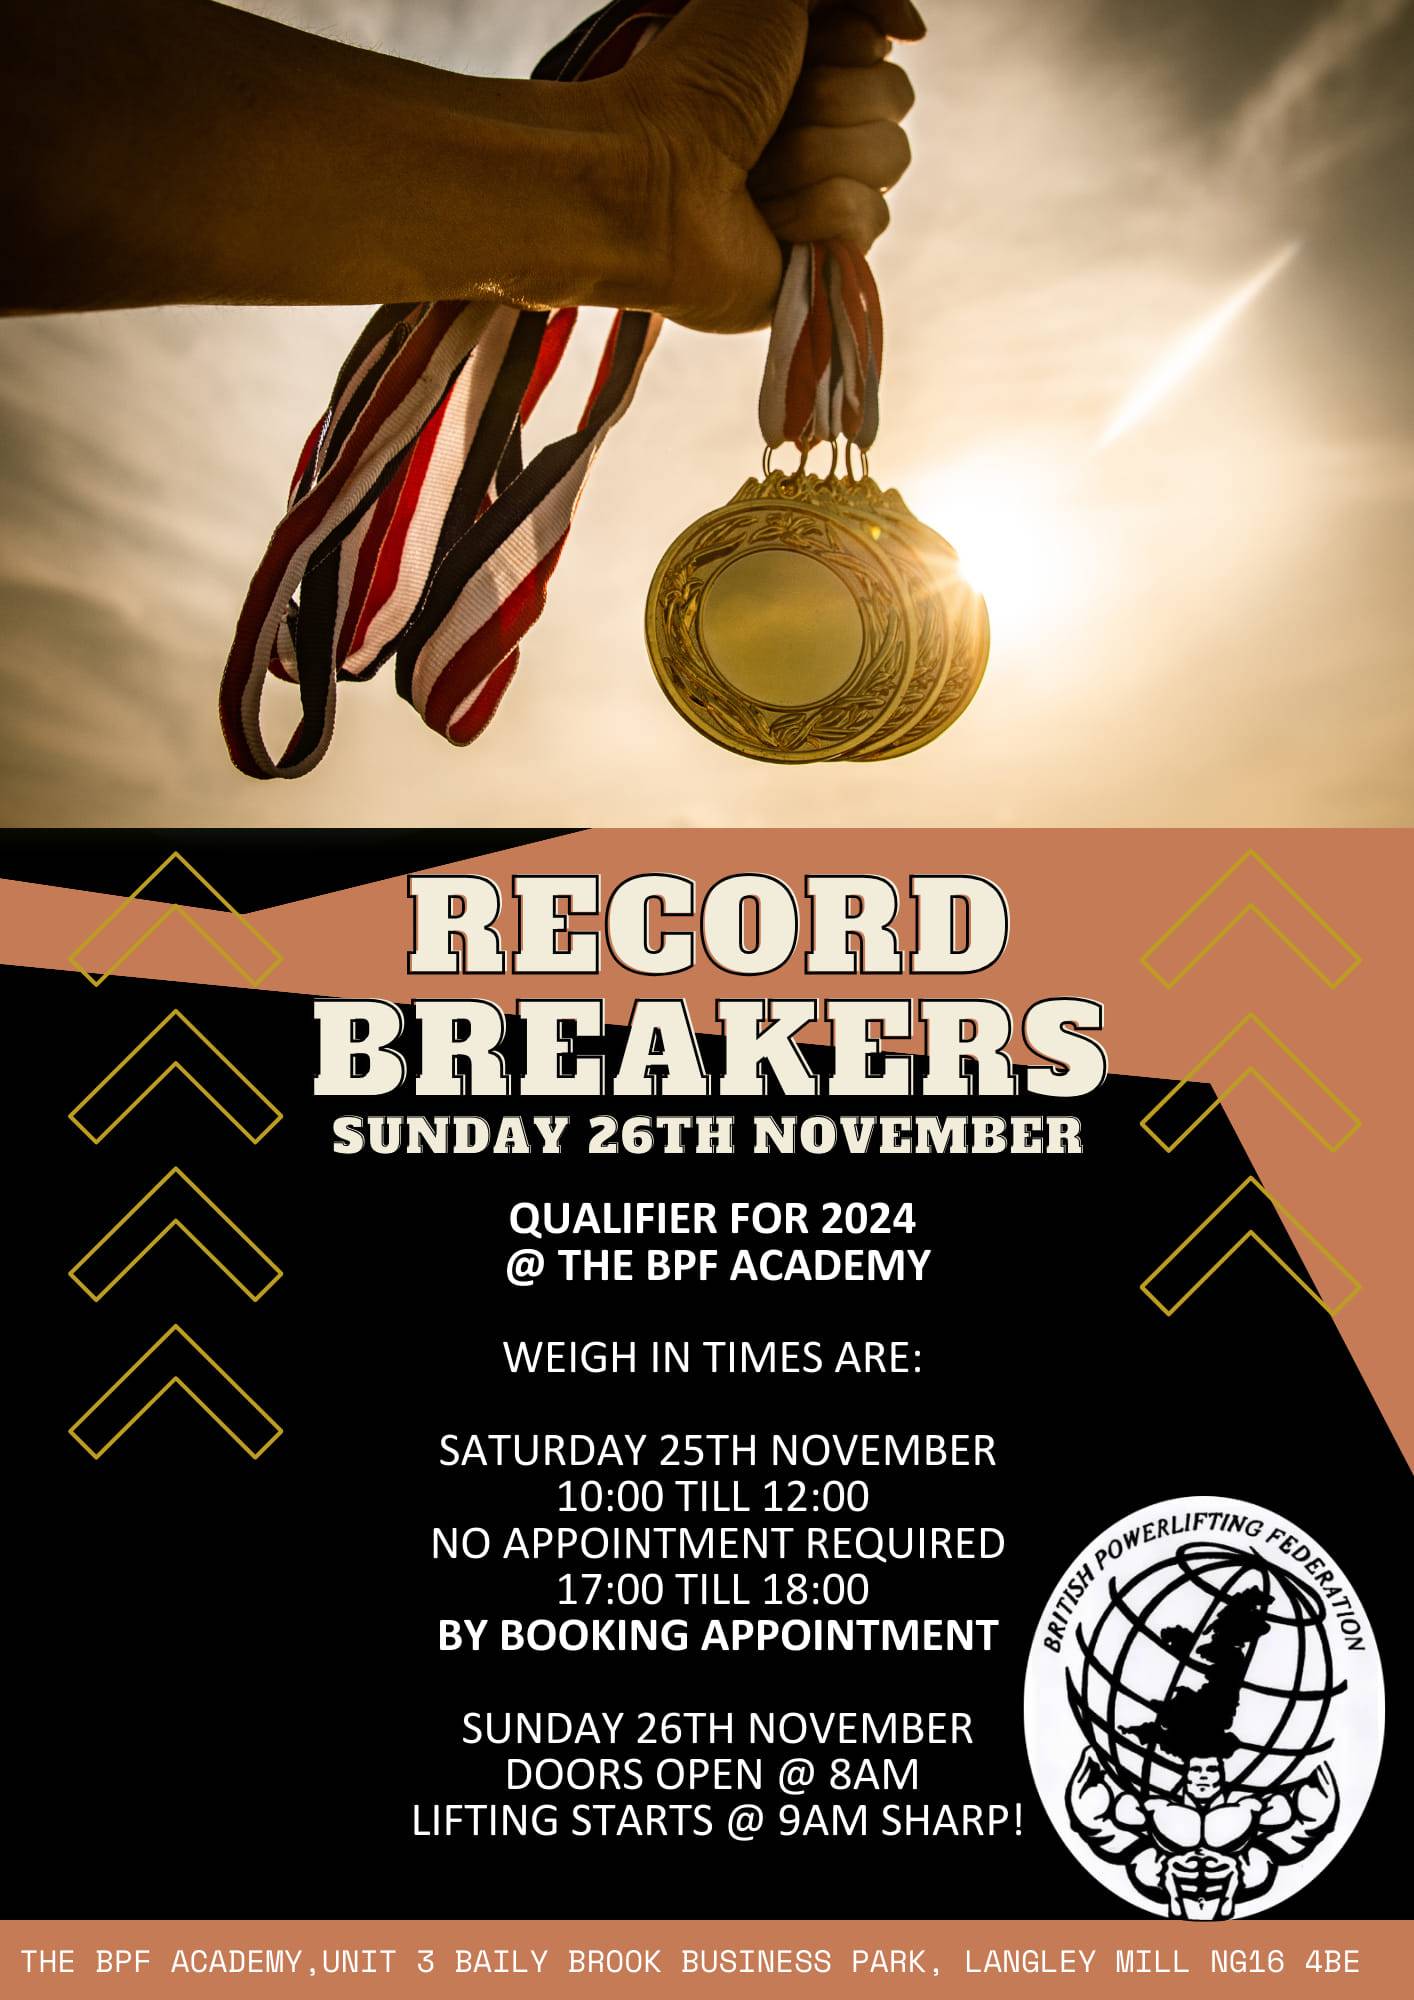 RECORD
BREAKERS
SUNDAY 26TH NOVEMBER
QUALIFIER FOR 2024
@ THE BPF ACADEMY
WEIGH IN TIMES ARE:
SATURDAY 25TH NOVEMBER
10:00 TILL 12:00
NO APPOINTMENT REQUIRED
17:00 TILL 18:00
BY BOOKING APPOINTMENT
SUNDAY 26TH NOVEMBER
DOORS OPEN @ 8AM
LIFTING STARTS @ 9AM SHARP!
BRITISH POWERLIFTING FEDERATION
THE BPF ACADEMY,UNIT 3 BAILY BROOK BUSINESS PARK, LANGLEY MILL NG16 4BE